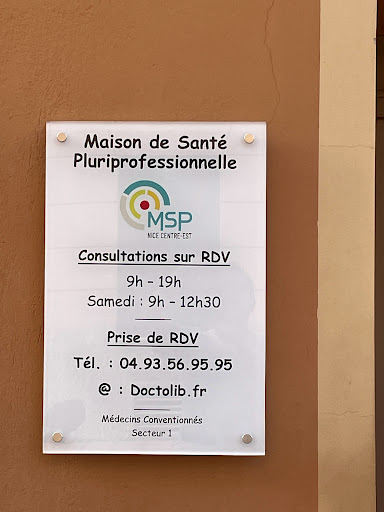 Maison de Santé
Pluriprofessionnelle
MSP
NICE CENTRE-EST
Consultations sur RDV
9h - 19h
Samedi : 9h - 12h30
Prise de RDV
Tél. : 04.93.56.95.95
@ : Doctolib.fr
Médecins Conventionnés
Secteur 1